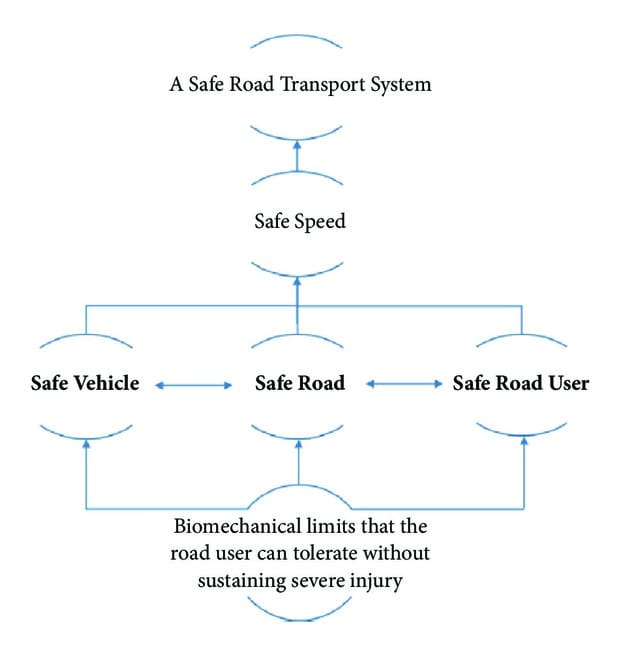 A Safe Road Transport System
Safe Speed
Safe Vehicle
Safe Road
Safe Road User
Biomechanical limits that the
road user can tolerate without
sustaining severe injury